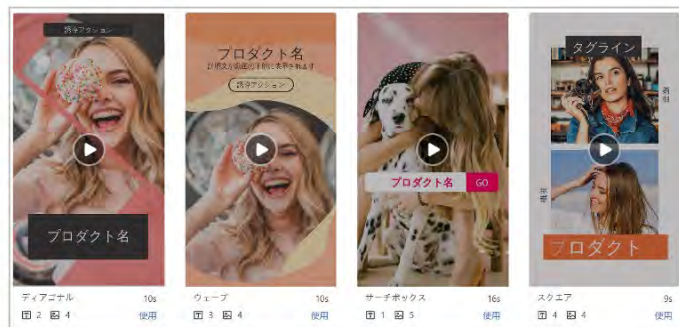 誘導アクション
プロダクト名
ディアゴナル 10s
2 4 使用
プロダクト名
誘導アクション
ウェーブ 10s
3 4 使用
プロダクト名 GO
サーチボックス 16s
1 5 使用
タグライン
プロダクト
スクエア 9s
4 4 使用